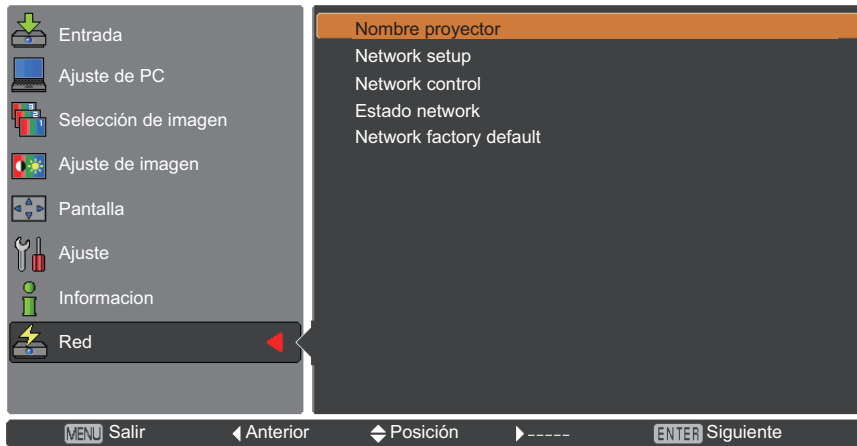 Entrada
Ajuste de PC
Selección de imagen
Ajuste de imagen
Pantalla
Ajuste
Informacion
Red
Nombre proyector
Network setup
Network control
Estado network
Network factory default
MENU Salir Anterior Posición ----- ENTER Siguiente